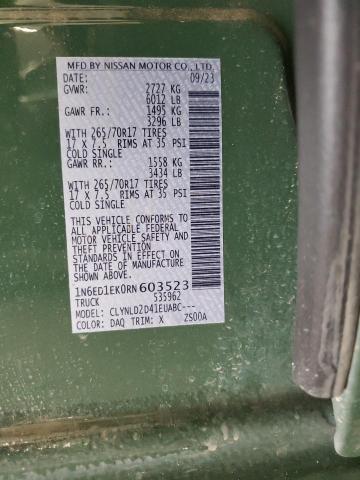 MFD BY NISSAN MOTOR CO., LTD.
DATE: 09/23
GVWR: 2727 KG
6012 LB
GAWR FR.: 1495 KG
3296 LB
WITH 265/70R17 TIRES
17 X 7.5 RIMS AT 35 PSI
COLD SINGLE
GAWR RR.: 1558 KG
3434 LB
WITH 265/70R17 TIRES
17 X 7.5 RIMS AT 35 PSI
COLD SINGLE
THIS VEHICLE CONFORMS TO
ALL APPLICABLE FEDERAL
MOTOR VEHICLE SAFETY
AND THEFT PREVENTION
STANDARDS IN EFFECT ON
THE DATE OF MANUFACTURE
SHOWN ABOVE.
1N6ED1EK0RN603523
TRUCK 535962
MODEL: CLYNLD2D41EUABC---
COLOR: DAQ TRIM: X ZS00A